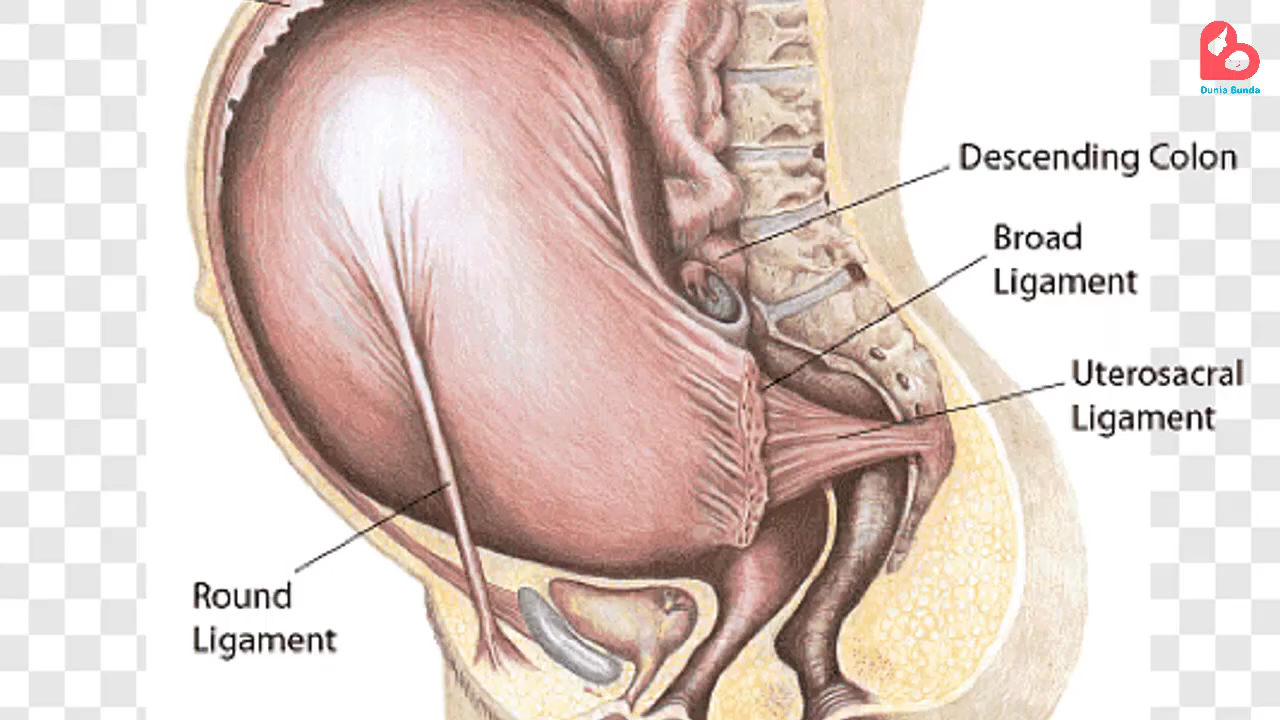 Dunia Bunda
Descending Colon
Broad
Ligament
Uterosacral
Ligament
Round
Ligament